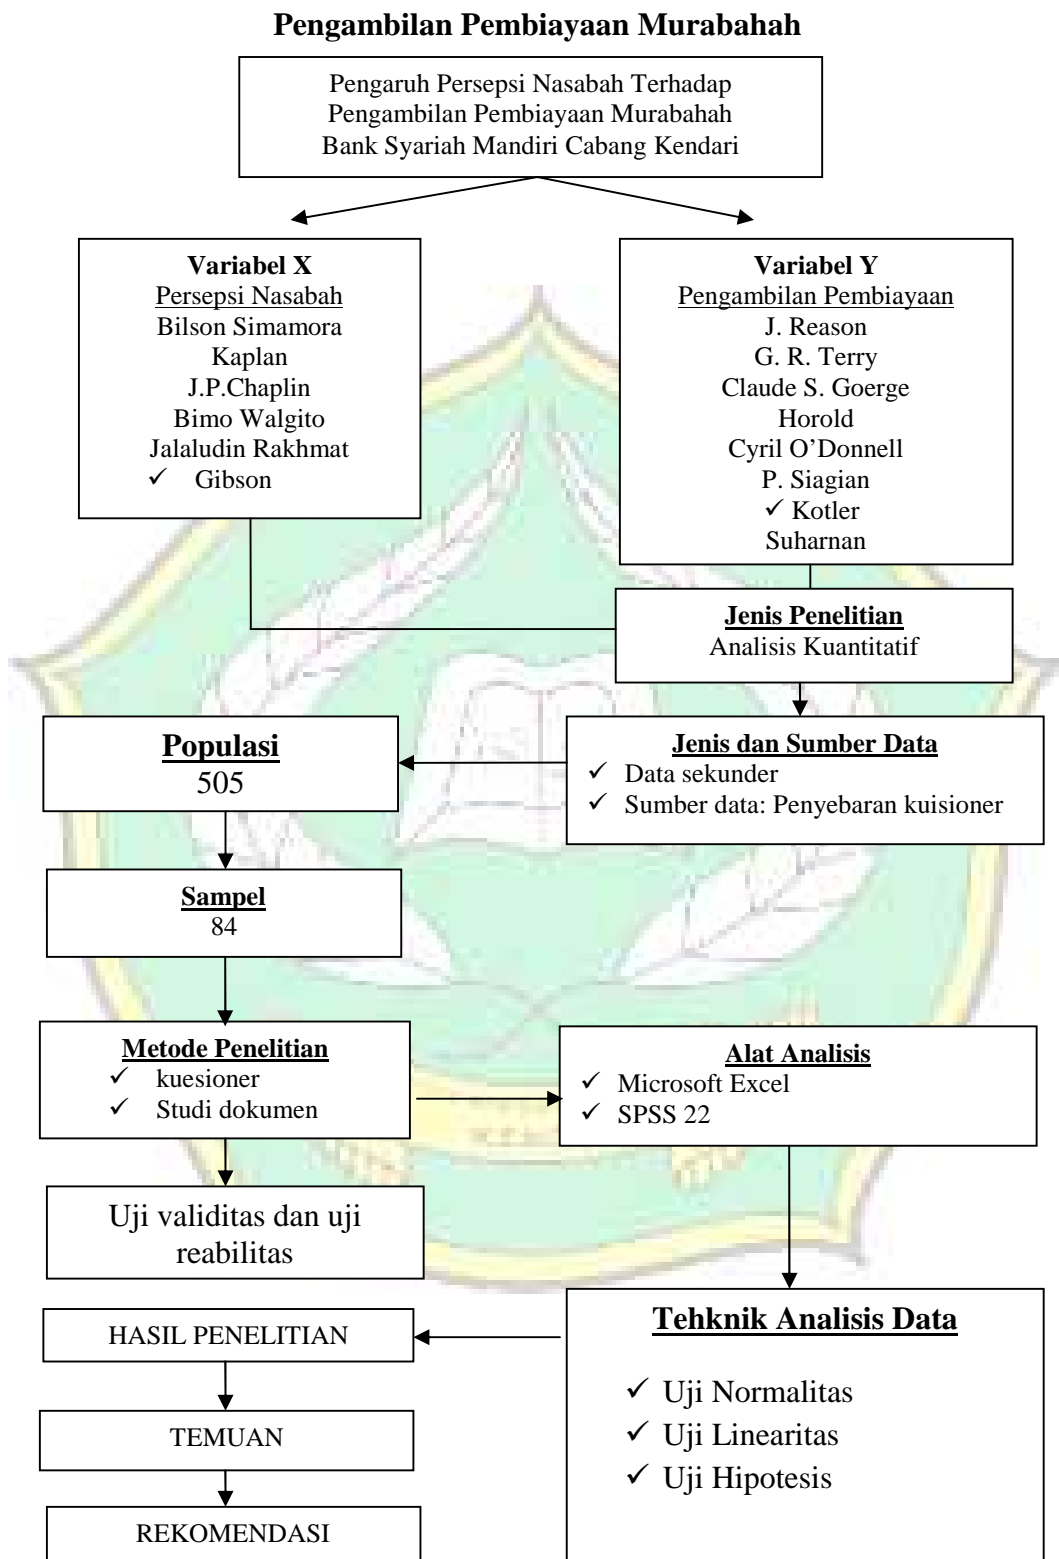 Pengambilan Pembiayaan Murabahah
Pengaruh Persepsi Nasabah Terhadap
Pengambilan Pembiayaan Murabahah
Bank Syariah Mandiri Cabang Kendari
Variabel X
Persepsi Nasabah
Bilson Simamora
Kaplan
J.P.Chaplin
Bimo Walgito
Jalaludin Rakhmat
✓ Gibson
Variabel Y
Pengambilan Pembiayaan
J. Reason
G. R. Terry
Claude S. Goerge
Horold
Cyril O’Donnell
P. Siagian
✓ Kotler
Suharnan
Jenis Penelitian
Analisis Kuantitatif
Jenis dan Sumber Data
✓ Data sekunder
✓ Sumber data: Penyebaran kuisioner
Populasi
505
Sampel
84
Metode Penelitian
✓ kuesioner
✓ Studi dokumen
Alat Analisis
✓ Microsoft Excel
✓ SPSS 22
Uji validitas dan uji
reabilitas
Tehknik Analisis Data
✓ Uji Normalitas
✓ Uji Linearitas
✓ Uji Hipotesis
HASIL PENELITIAN
TEMUAN
REKOMENDASI